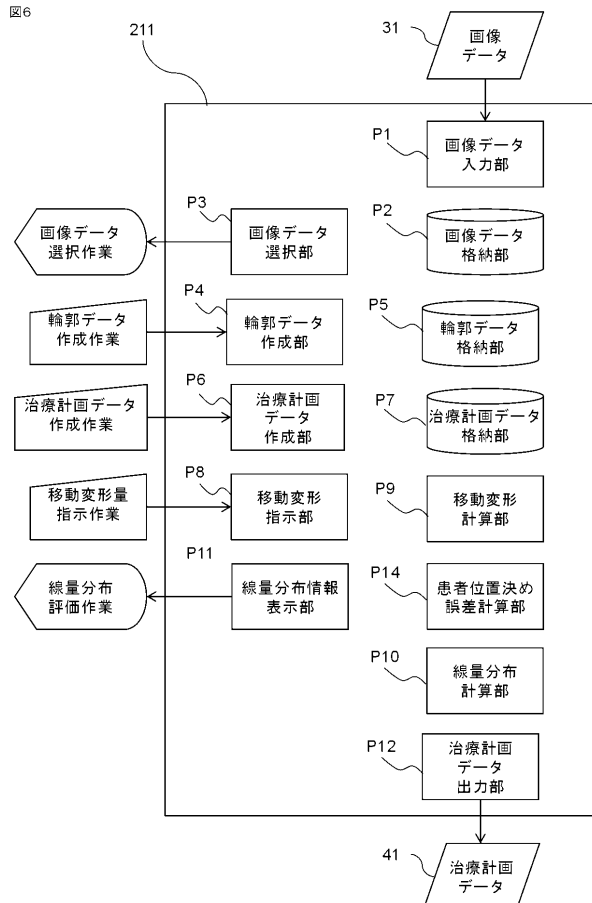 図6
31
画像
データ
211
P1
画像データ
入力部
P3
画像データ
選択作業
画像データ
選択部
P2
画像データ
格納部
P4
輪郭データ
作成作業
輪郭データ
作成部
P5
輪郭データ
格納部
P6
治療計画データ
作成作業
治療計画
データ
作成部
P7
治療計画データ
格納部
P8
移動変形量
指示作業
移動変形
指示部
P9
移動変形
計算部
P11
線量分布
評価作業
線量分布情報
表示部
P14
患者位置決め
誤差計算部
P10
線量分布
計算部
P12
治療計画
データ
出力部
41
治療計画
データ